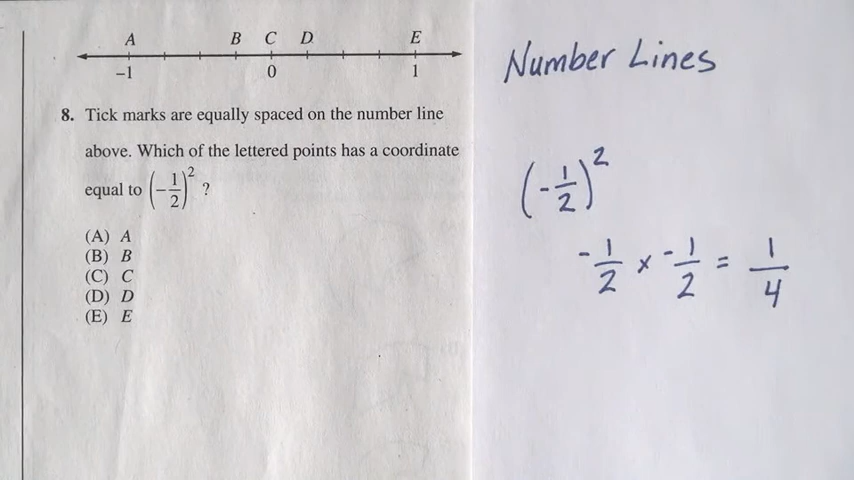 A B C D E
–1 0 1
8. Tick marks are equally spaced on the number line
above. Which of the lettered points has a coordinate
equal to (–1/2)² ?
(A) A
(B) B
(C) C
(D) D
(E) E
Number Lines
(-1/2)²
-1/2 x -1/2 = 1/4